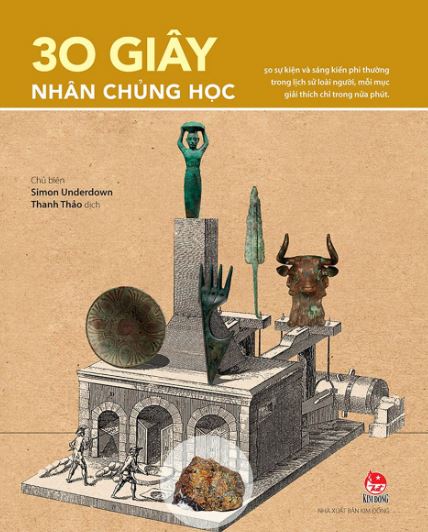 30 GIÂY
NHÂN CHỦNG HỌC
50 sự kiện và sáng kiến phi thường
trong lịch sử loài người, mỗi mục
giải thích chỉ trong nửa phút.
Chủ biên
Simon Underdown
Thanh Thảo dịch
KIM ĐỒNG
NHÀ XUẤT BẢN KIM ĐỒNG